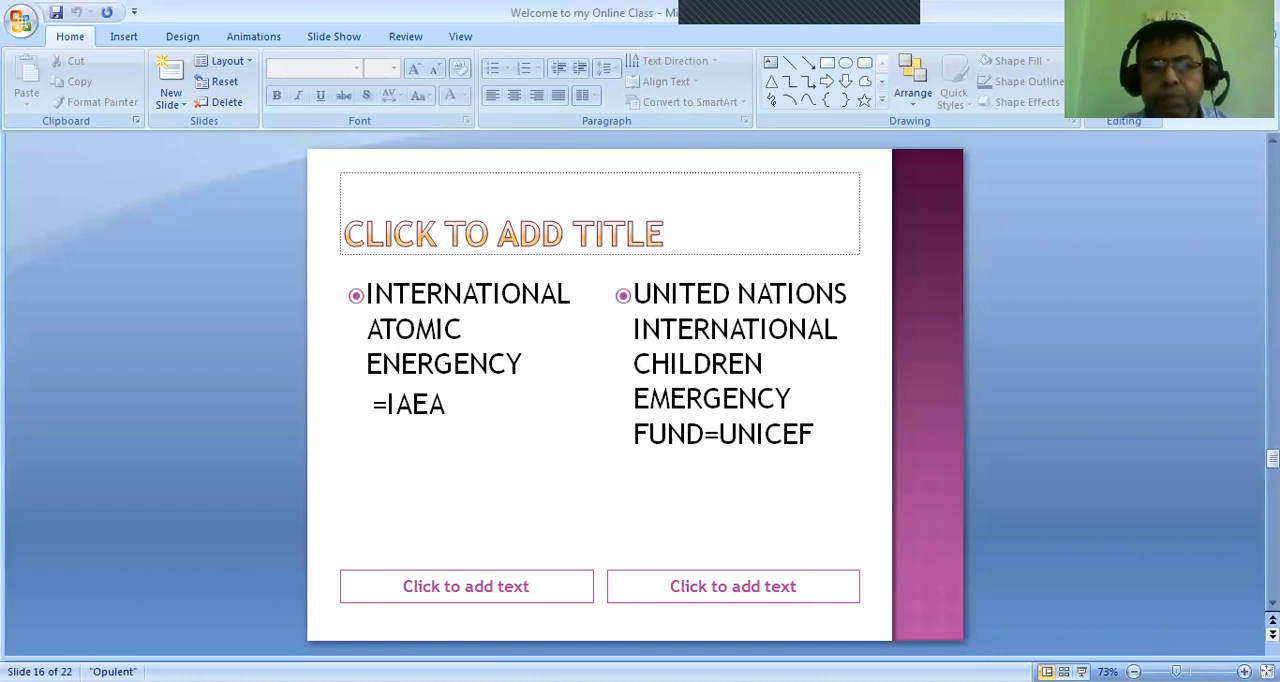 Welcome to my Online Class - Mi
Home Insert Design Animations Slide Show Review View
Paste
Cut
Copy
Format Painter
Clipboard
New
Slide
Layout
Reset
Delete
Slides
B I U abc S AV Aa A
Font
Text Direction
Align Text
Convert to SmartArt
Paragraph
Arrange
Quick
Styles
Shape Fill
Shape Outline
Shape Effects
Drawing
Editing
CLICK TO ADD TITLE
INTERNATIONAL
ATOMIC
ENERGENCY
=IAEA
UNITED NATIONS
INTERNATIONAL
CHILDREN
EMERGENCY
FUND=UNICEF
Click to add text
Click to add text
Slide 16 of 22 "Opulent" 73%